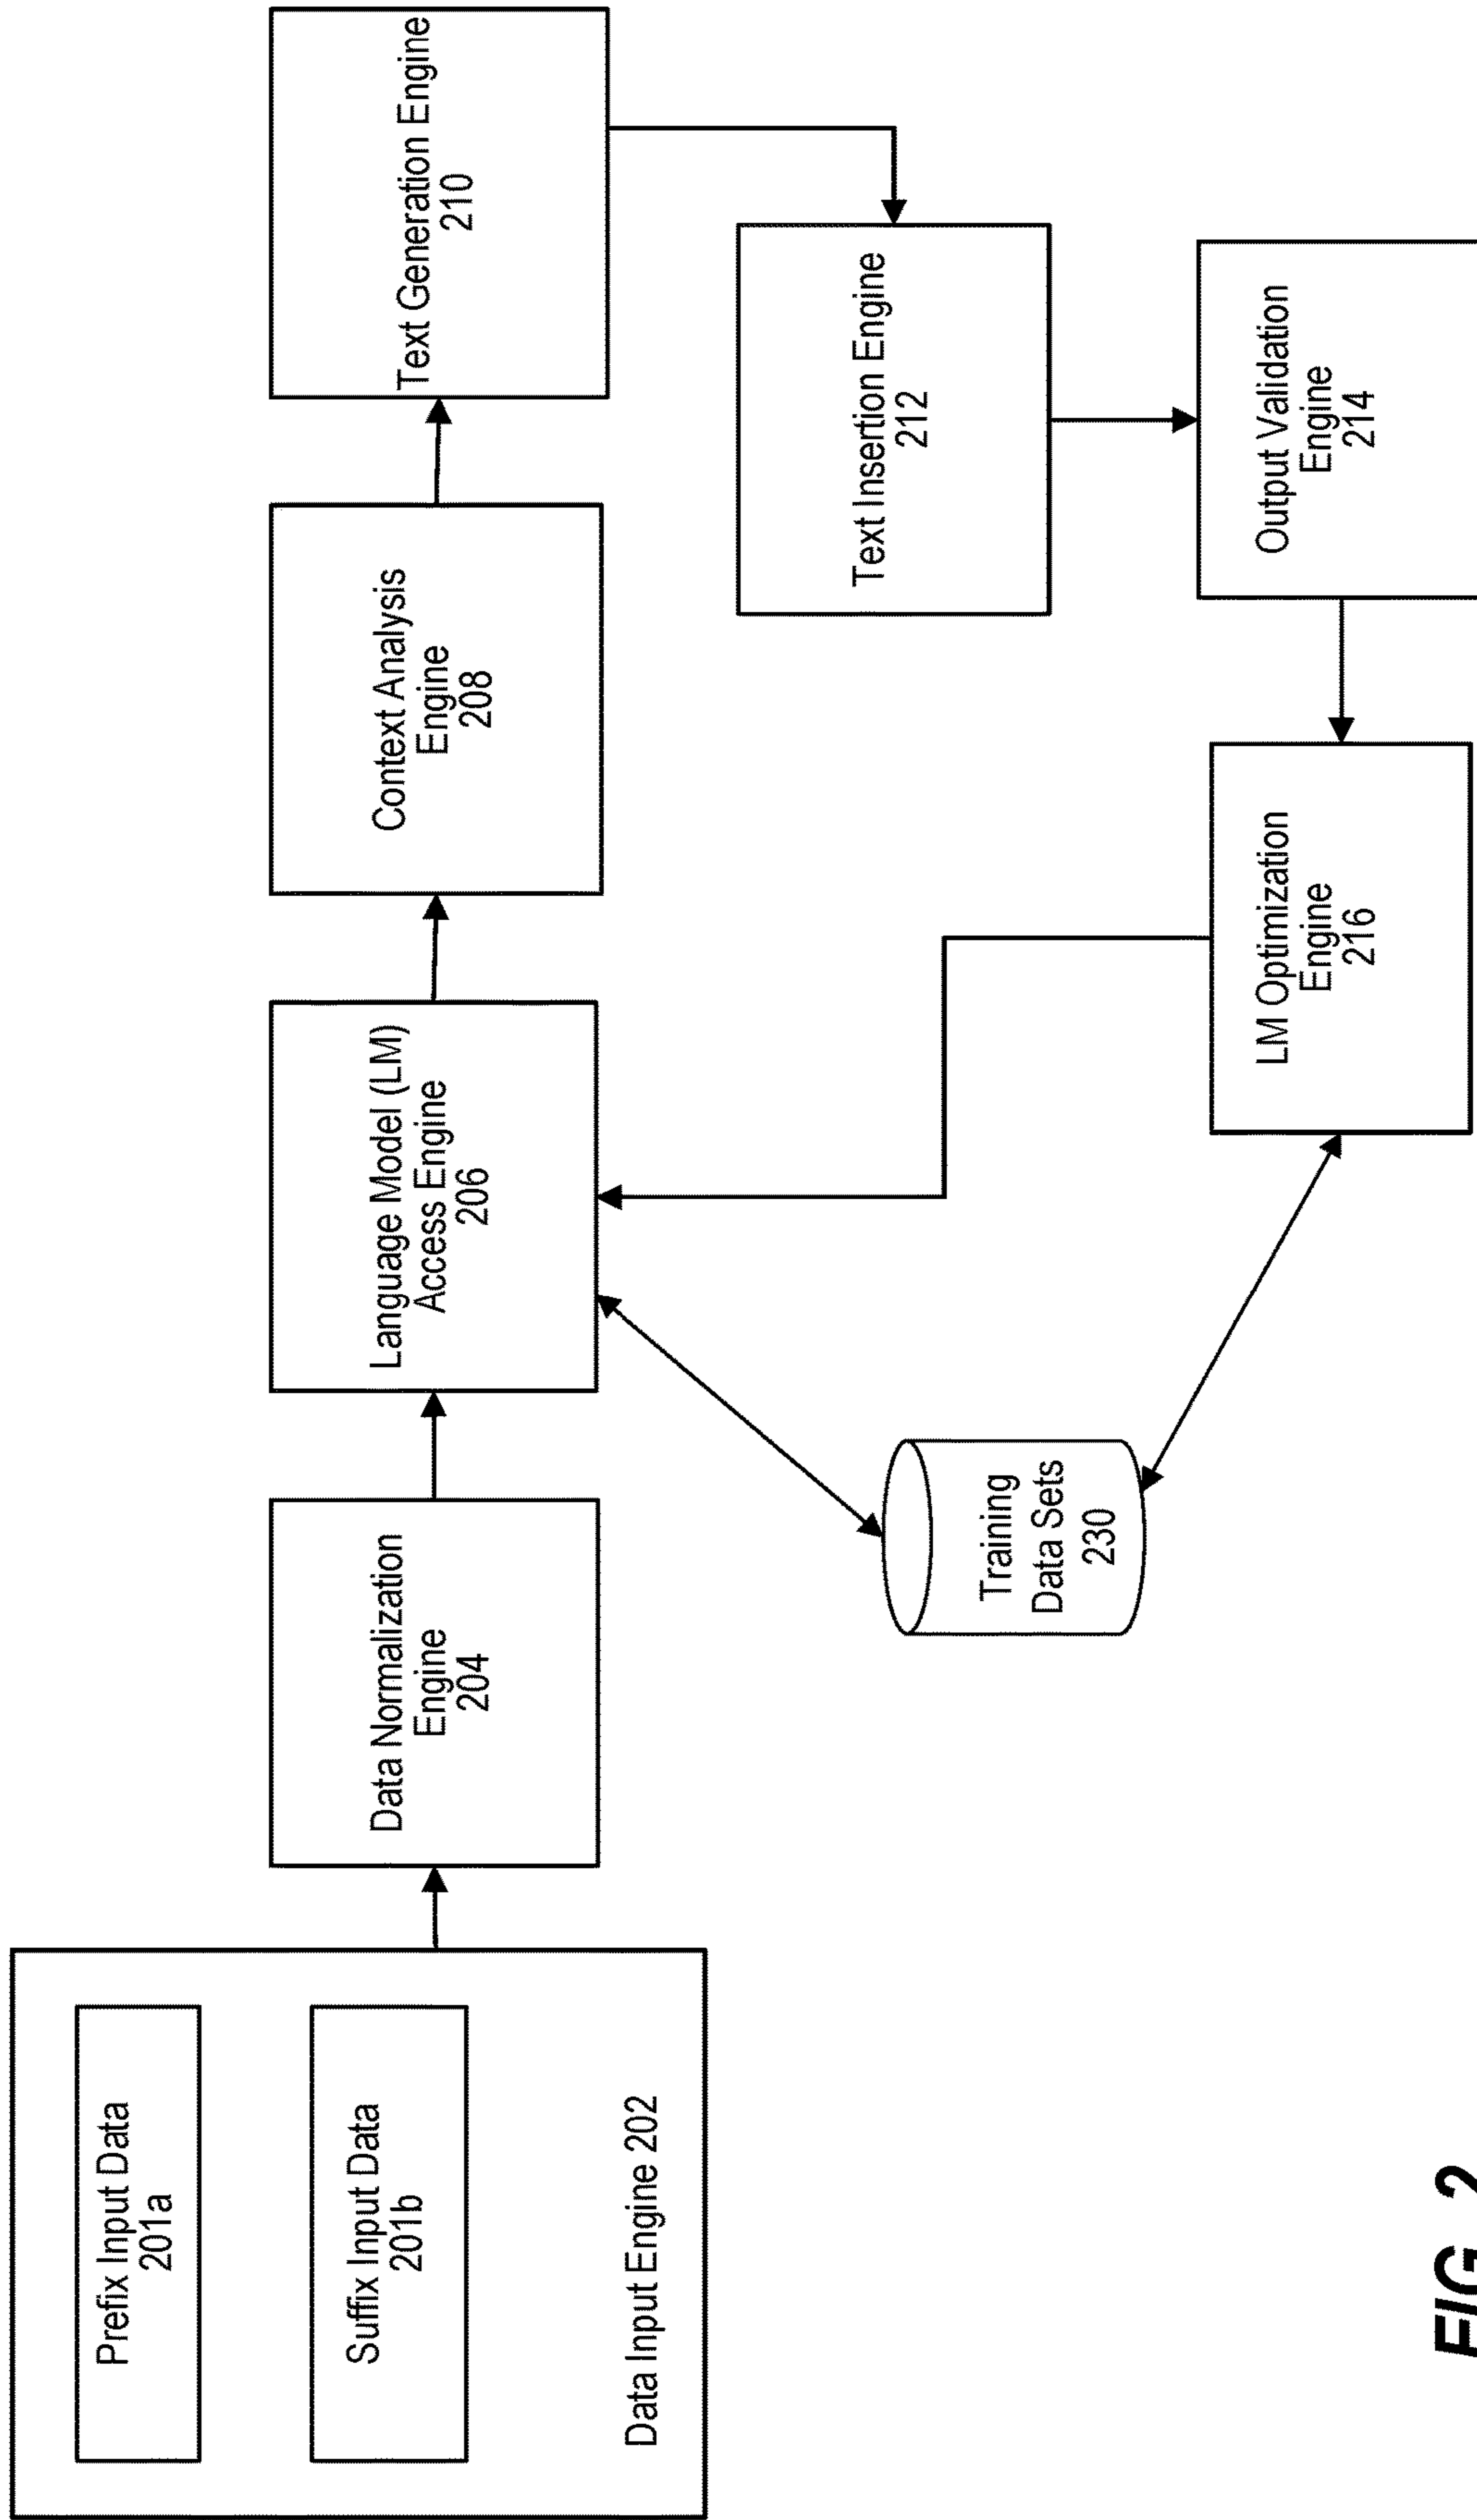 Prefix Input Data
201a
Suffix Input Data
201b
Data Input Engine 202
Data Normalization
Engine
204
Language Model (LM)
Access Engine
206
Context Analysis
Engine
208
Text Generation Engine
210
Training
Data Sets
230
Text Insertion Engine
212
LM Optimization
Engine
216
Output Validation
Engine
214
FIG. 2